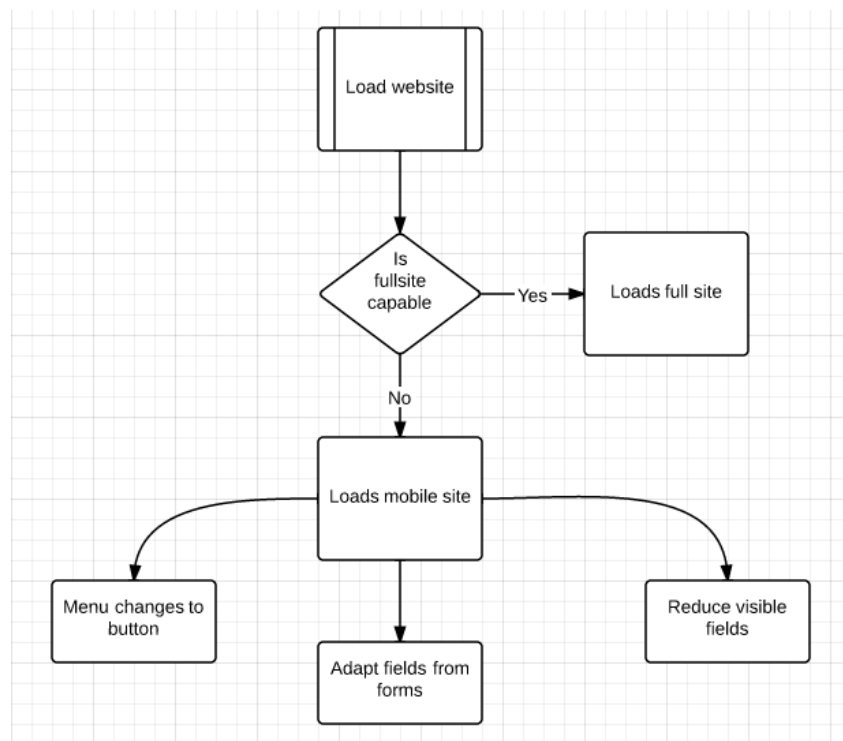 Load website
Is
fullsite
capable
Yes
Loads full site
No
Loads mobile site
Menu changes to
button
Adapt fields from
forms
Reduce visible
fields